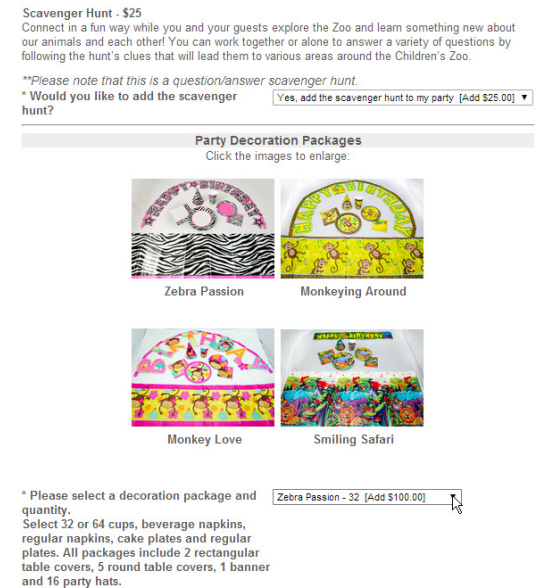 Scavenger Hunt - $25
Connect in a fun way while you and your guests explore the Zoo and learn something new about
our animals and each other! You can work together or alone to answer a variety of questions by
following the hunt's clues that will lead them to various areas around the Children's Zoo.
**Please note that this is a question/answer scavenger hunt.
* Would you like to add the scavenger
hunt?
Yes, add the scavenger hunt to my party [Add $25.00]
Party Decoration Packages
Click the images to enlarge:
HAPPY BIRTHDAY
HAPPY BIRTHDAY
Zebra Passion
Monkeying Around
BIRTHDAY
HAPPY BIRTHDAY
Monkey Love
Smiling Safari
* Please select a decoration package and
quantity.
Zebra Passion - 32 [Add $100.00]
Select 32 or 64 cups, beverage napkins,
regular napkins, cake plates and regular
plates. All packages include 2 rectangular
table covers, 5 round table covers, 1 banner
and 16 party hats.